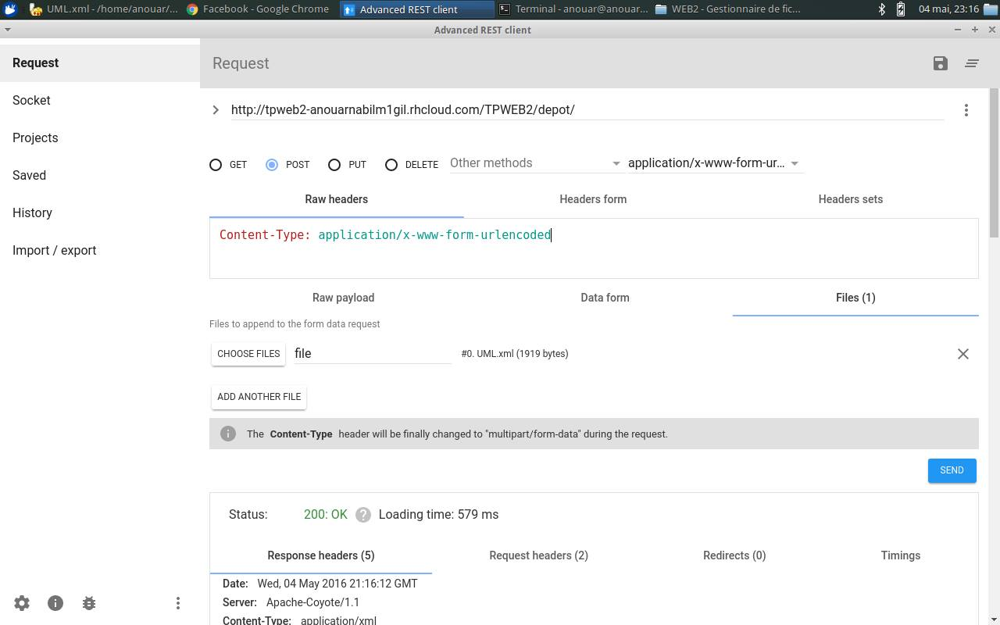 UML.xml - /home/anouar/... Facebook - Google Chrome Advanced REST client Terminal - anouar@anouar... WEB2 - Gestionnaire de fic... 04 mai, 23:16
Advanced REST client
Request
Socket
Projects
Saved
History
Import / export
Request
http://tpweb2-anouarnabilm1gil.rhcloud.com/TPWEB2/depot/
GET POST PUT DELETE Other methods application/x-www-form-ur...
Raw headers Headers form Headers sets
Content-Type: application/x-www-form-urlencoded
Raw payload Data form Files (1)
Files to append to the form data request
CHOOSE FILES file #0. UML.xml (1919 bytes)
ADD ANOTHER FILE
The Content-Type header will be finally changed to "multipart/form-data" during the request.
SEND
Status: 200: OK Loading time: 579 ms
Response headers (5) Request headers (2) Redirects (0) Timings
Date: Wed, 04 May 2016 21:16:12 GMT
Server: Apache-Coyote/1.1
Content-Type: application/xml